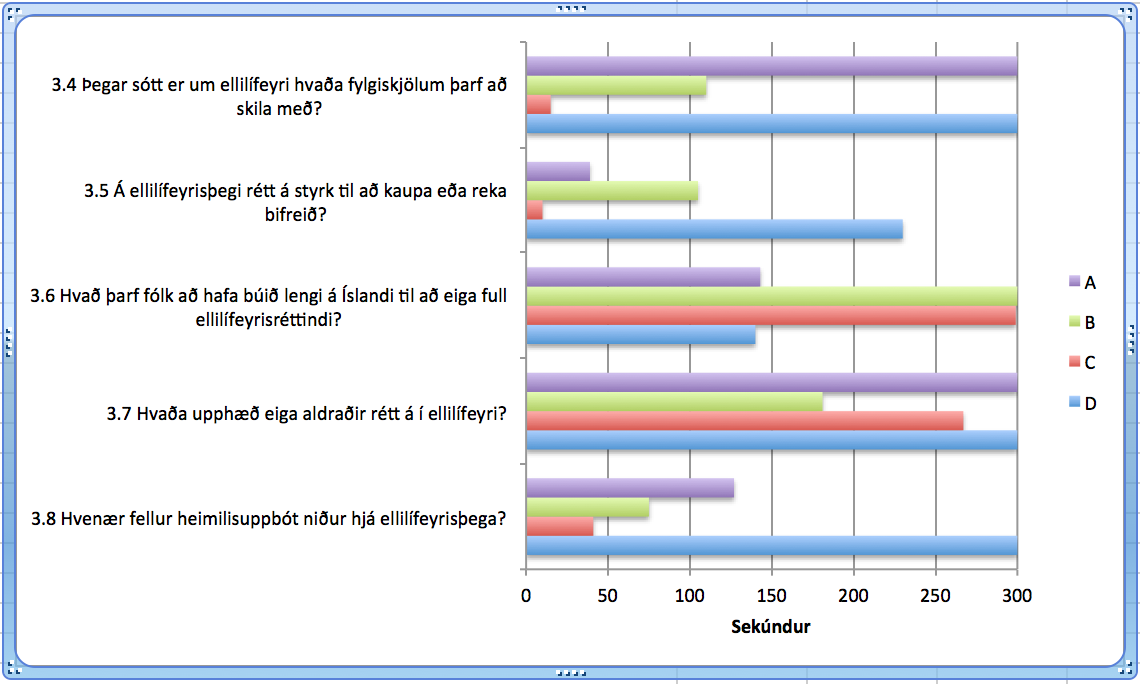 3.4 Þegar sótt er um ellilífeyri hvaða fylgiskjölum þarf að
skila með?
3.5 Á ellilífeyrisþegi rétt á styrk til að kaupa eða reka
bifreið?
3.6 Hvað þarf fólk að hafa búið lengi á Íslandi til að eiga full
ellilífeyrisréttindi?
3.7 Hvaða upphæð eiga aldraðir rétt á í ellilífeyri?
3.8 Hvenær fellur heimilisuppbót niður hjá ellilífeyrisþega?
0 50 100 150 200 250 300
Sekúndur
A
B
C
D